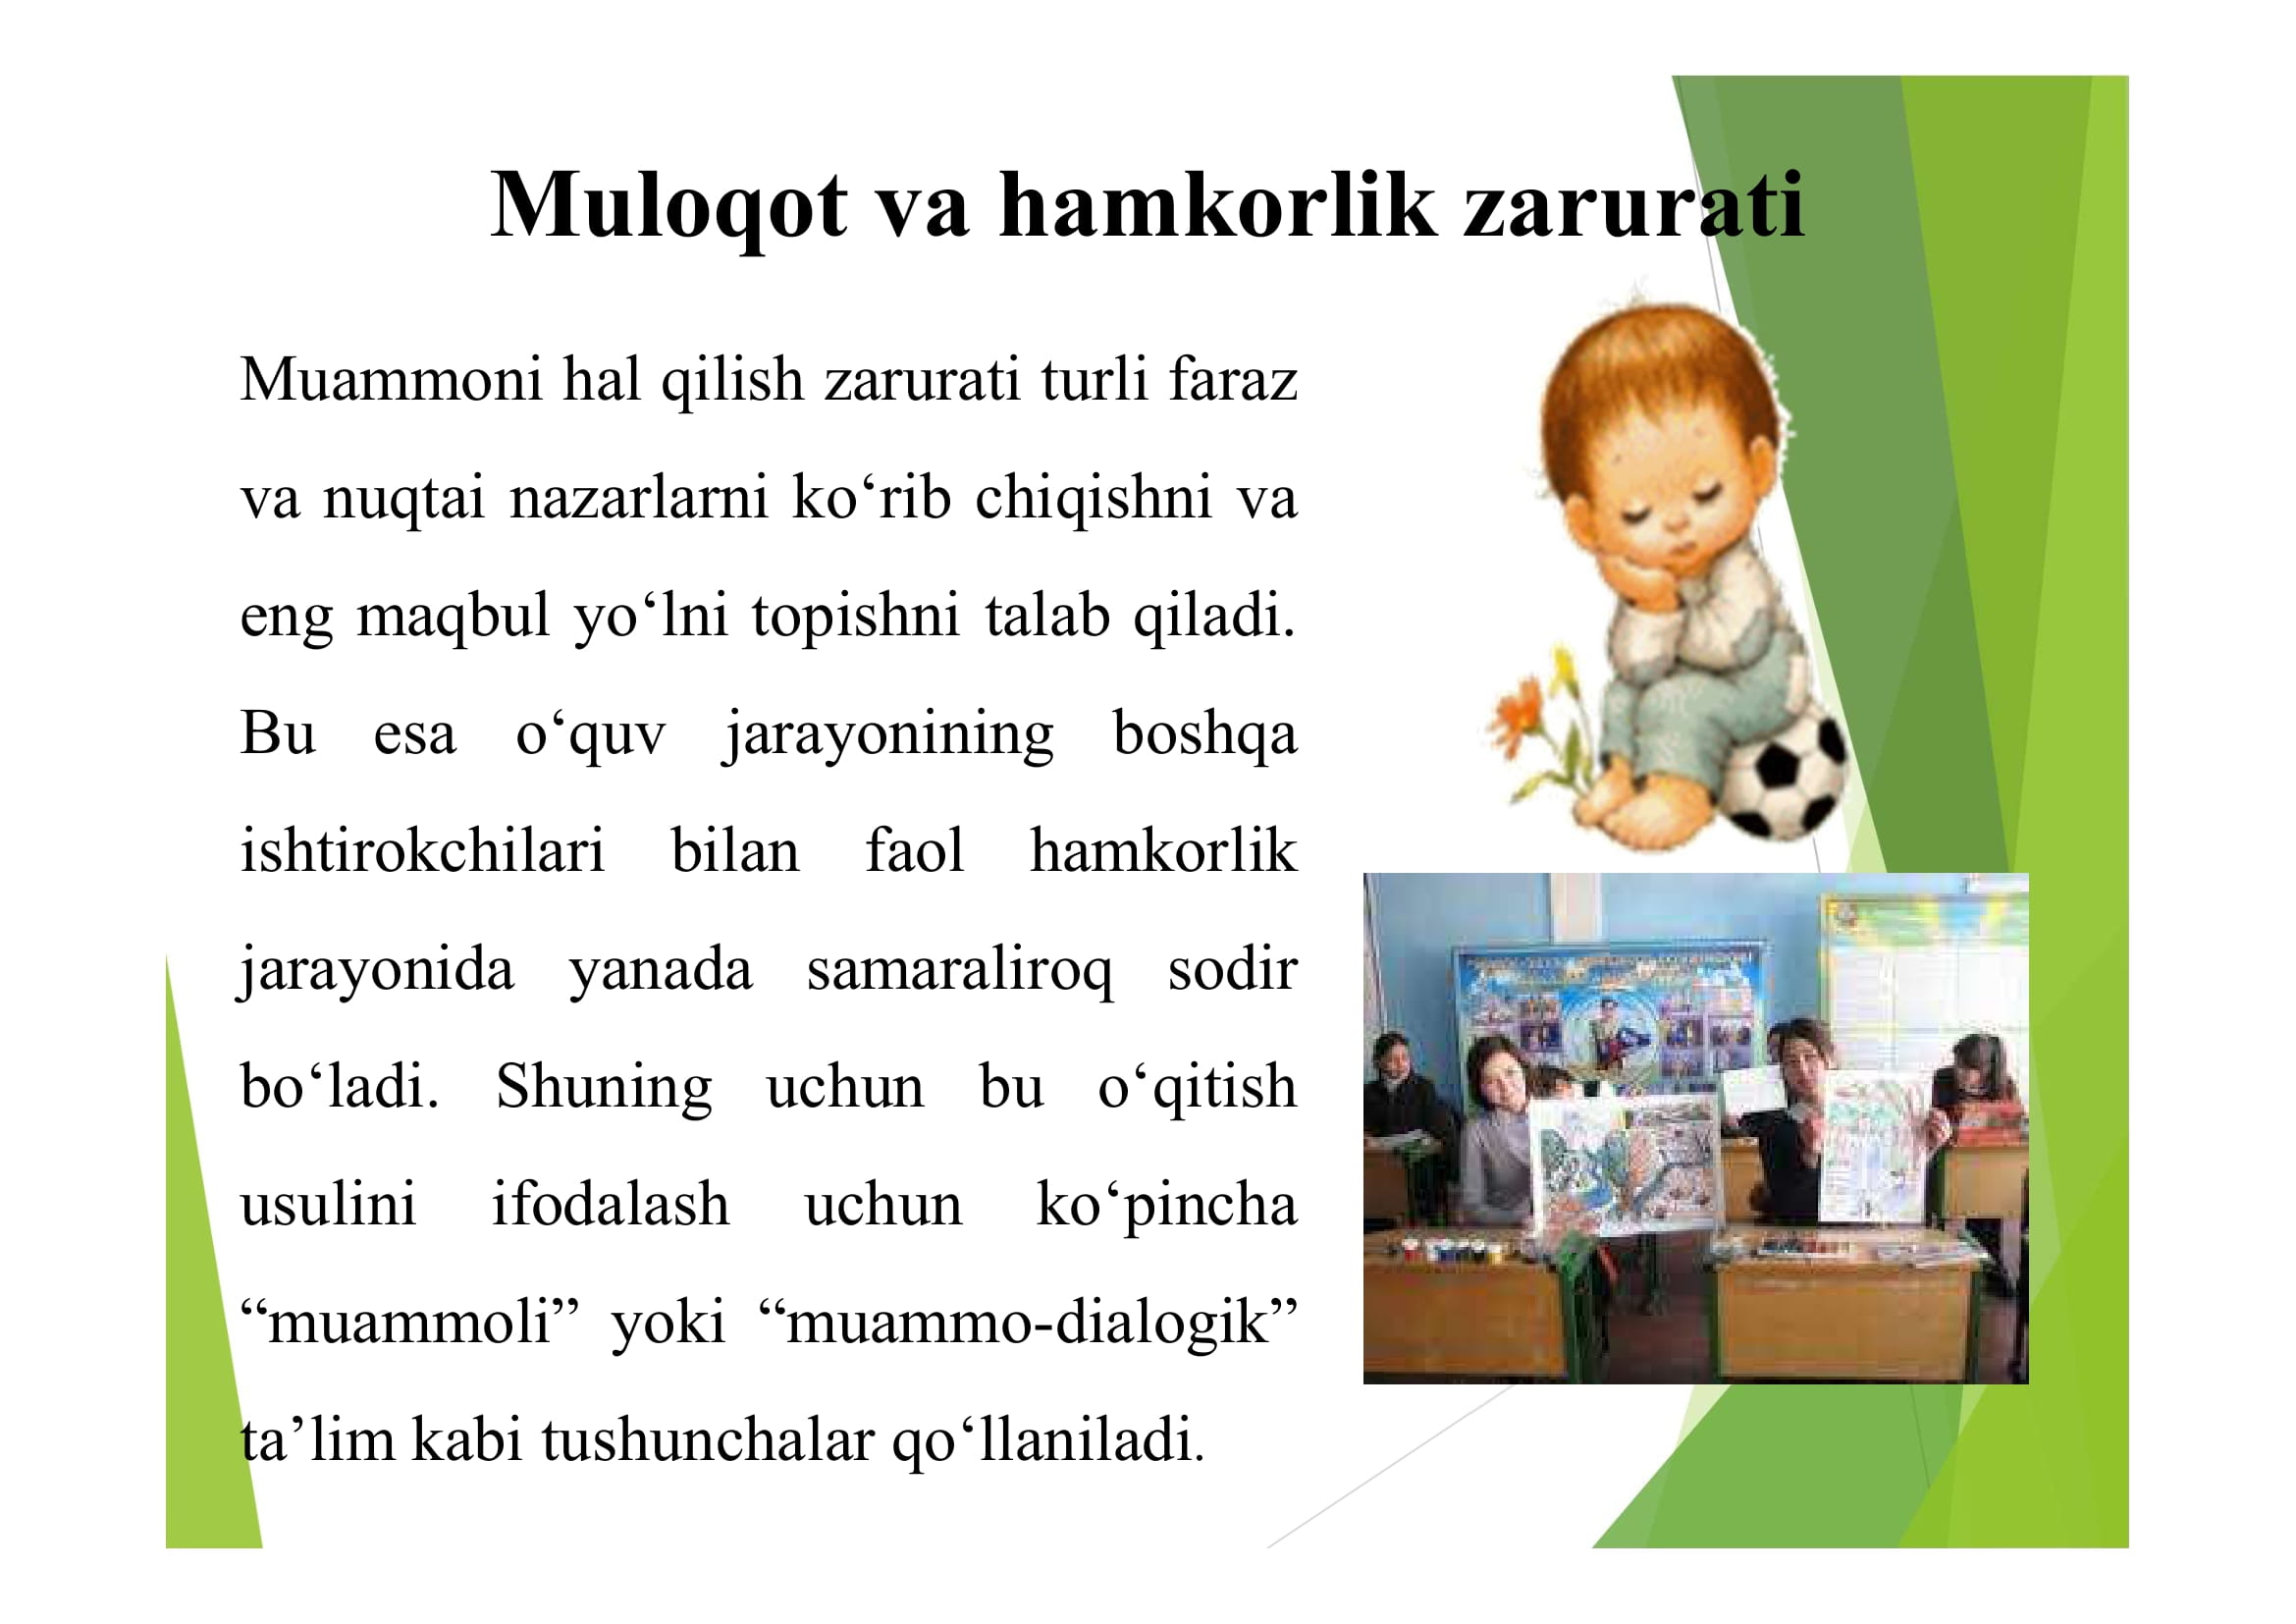 Muloqot va hamkorlik zarurati
Muammoni hal qilish zarurati turli faraz
va nuqtai nazarlarni ko‘rib chiqishni va
eng maqbul yo‘lni topishni talab qiladi.
Bu esa o‘quv jarayonining boshqa
ishtirokchilari bilan faol hamkorlik
jarayonida yanada samaraliroq sodir
bo‘ladi. Shuning uchun bu o‘qitish
usulini ifodalash uchun ko‘pincha
“muammoli” yoki “muammo-dialogik”
ta’lim kabi tushunchalar qo‘llaniladi.